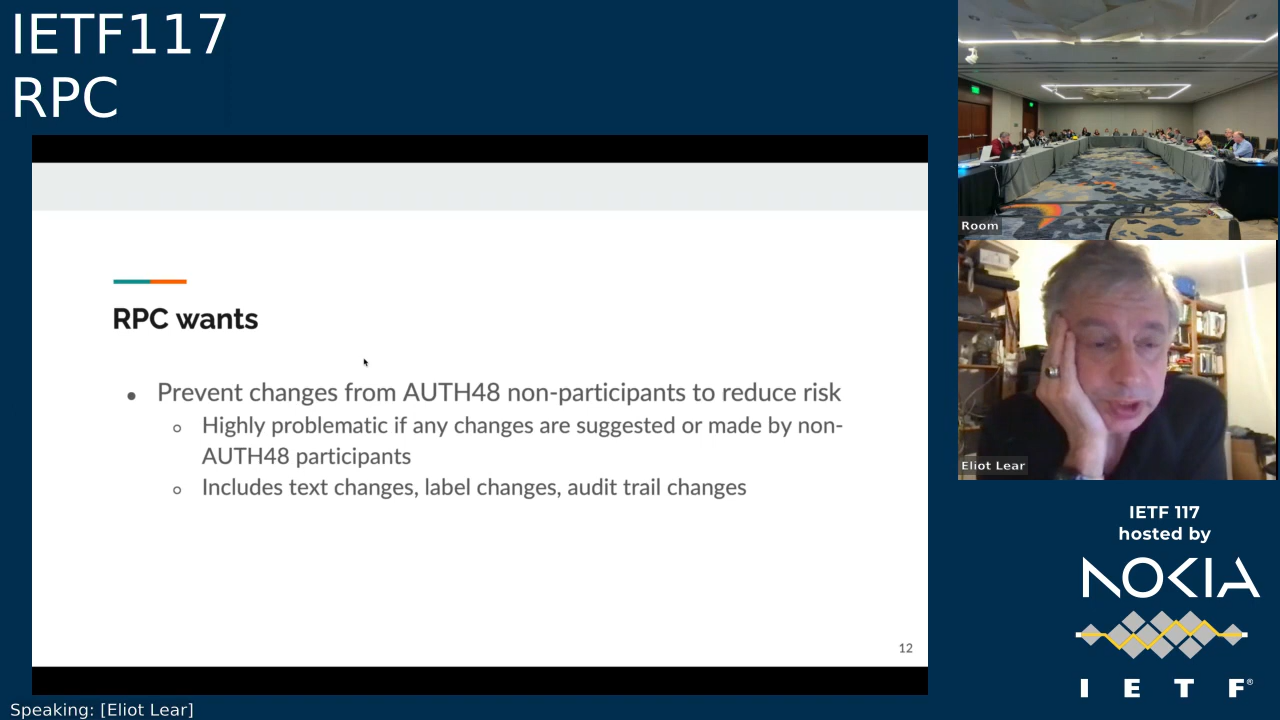 IETF117
RPC
RPC wants
• Prevent changes from AUTH48 non-participants to reduce risk
○ Highly problematic if any changes are suggested or made by non-
AUTH48 participants
○ Includes text changes, label changes, audit trail changes
12
Room
Eliot Lear
IETF 117
hosted by
NOKIA
I E T F®
Speaking: [Eliot Lear]